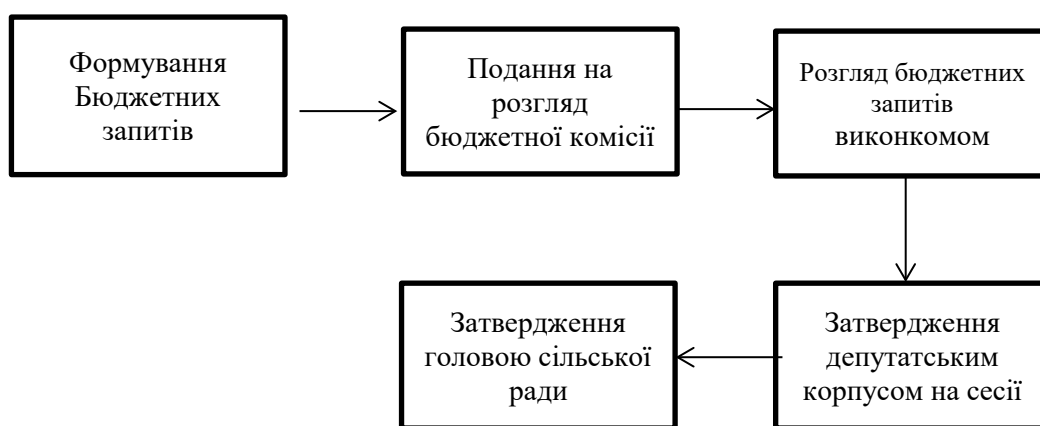 Формування
Бюджетних
запитів
Подання на
розгляд
бюджетної комісії
Розгляд бюджетних
запитів
виконкомом
Затвердження
депутатським
корпусом на сесії
Затвердження
головою сільської
ради